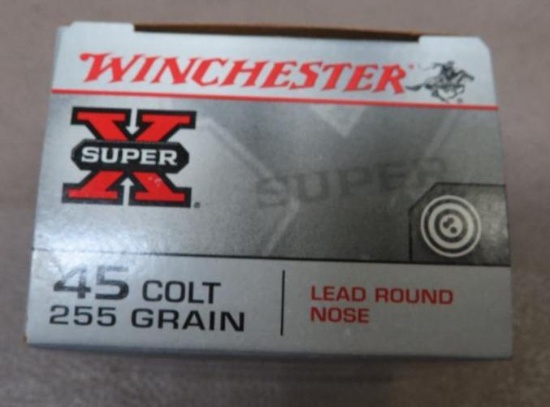 WINCHESTER
X
SUPER
®
SUPER
45 COLT
255 GRAIN
LEAD ROUND
NOSE